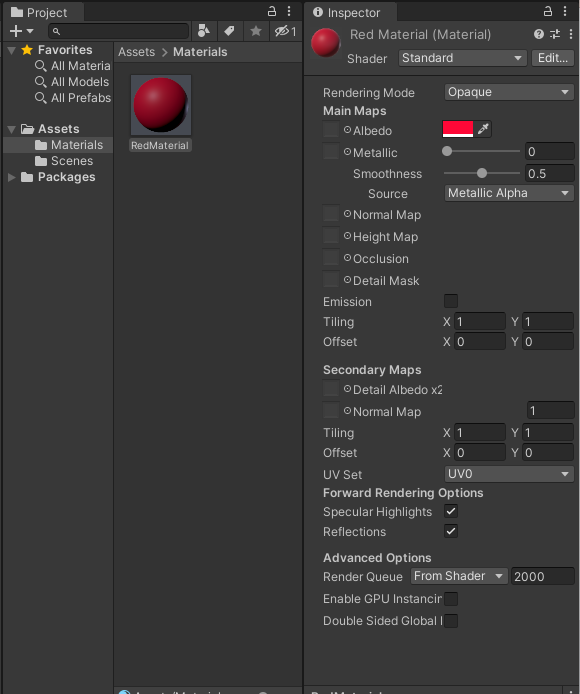 Project
1
Favorites
All Materia
All Models
All Prefabs
Assets
Materials
Scenes
Packages
Assets > Materials
RedMaterial
Inspector
Red Material (Material)
Shader Standard Edit...
Rendering Mode Opaque
Main Maps
Albedo
Metallic 0
Smoothness 0.5
Source Metallic Alpha
Normal Map
Height Map
Occlusion
Detail Mask
Emission
Tiling X 1 Y 1
Offset X 0 Y 0
Secondary Maps
Detail Albedo x2
Normal Map 1
Tiling X 1 Y 1
Offset X 0 Y 0
UV Set UV0
Forward Rendering Options
Specular Highlights
Reflections
Advanced Options
Render Queue From Shader 2000
Enable GPU Instancin
Double Sided Global I